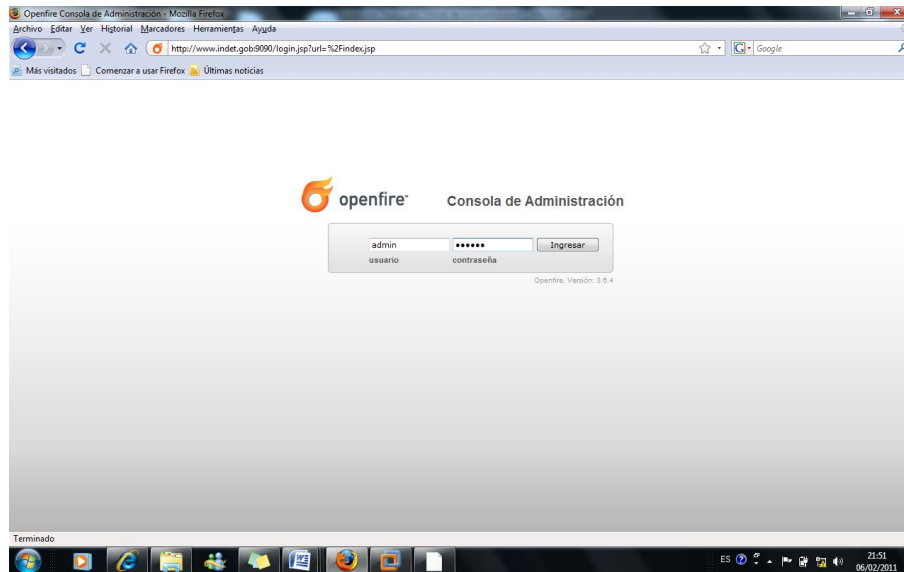 Openfire Consola de Administración - Mozilla Firefox
Archivo Editar Ver Historial Marcadores Herramientas Ayuda
http://www.indet.gob:9090/login.jsp?url=%2Findex.jsp
Google
Más visitados Comenzar a usar Firefox Últimas noticias
openfire™ Consola de Administración
admin •••••• Ingresar
usuario contraseña
Openfire, Versión: 3.6.4
Terminado
ES 21:51
06/02/2011